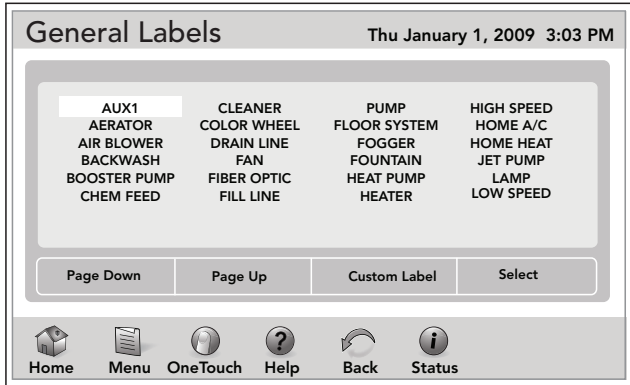 General Labels
Thu January 1, 2009 3:03 PM
AUX1 CLEANER PUMP HIGH SPEED
AERATOR COLOR WHEEL FLOOR SYSTEM HOME A/C
AIR BLOWER DRAIN LINE FOGGER HOME HEAT
BACKWASH FAN FOUNTAIN JET PUMP
BOOSTER PUMP FIBER OPTIC HEAT PUMP LAMP
CHEM FEED FILL LINE HEATER LOW SPEED
Page Down Page Up Custom Label Select
? i
Home Menu OneTouch Help Back Status